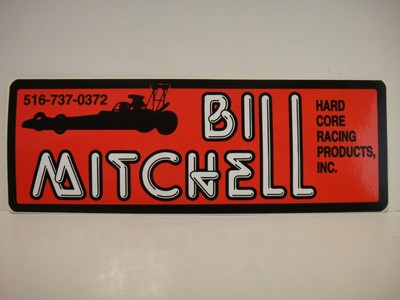 516-737-0372
BILL
MITCHELL
HARD
CORE
RACING
PRODUCTS,
INC.